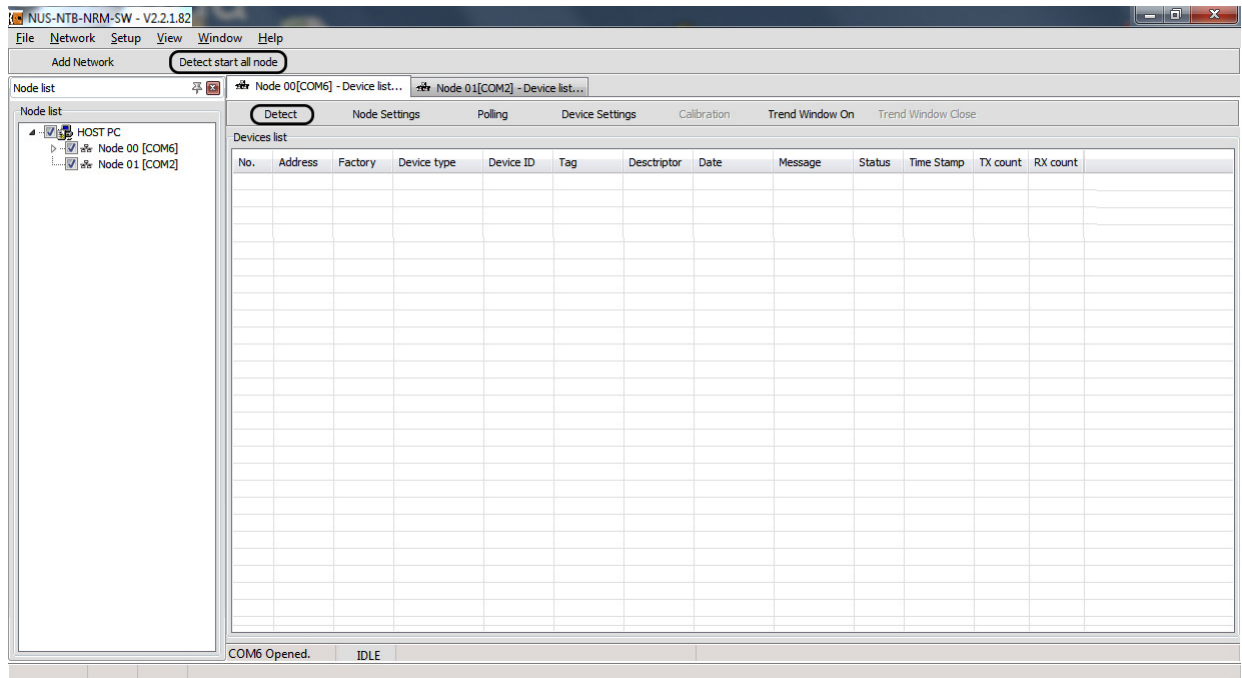 NUS-NTB-NRM-SW - V2.2.1.82
File Network Setup View Window Help
Add Network Detect start all node
Node list
Node 00[COM6] - Device list... Node 01[COM2] - Device list...
Node list
HOST PC
Node 00 [COM6]
Node 01 [COM2]
Detect Node Settings Polling Device Settings Calibration Trend Window On Trend Window Close
Devices list
No. Address Factory Device type Device ID Tag Desctriptor Date Message Status Time Stamp TX count RX count
COM6 Opened. IDLE